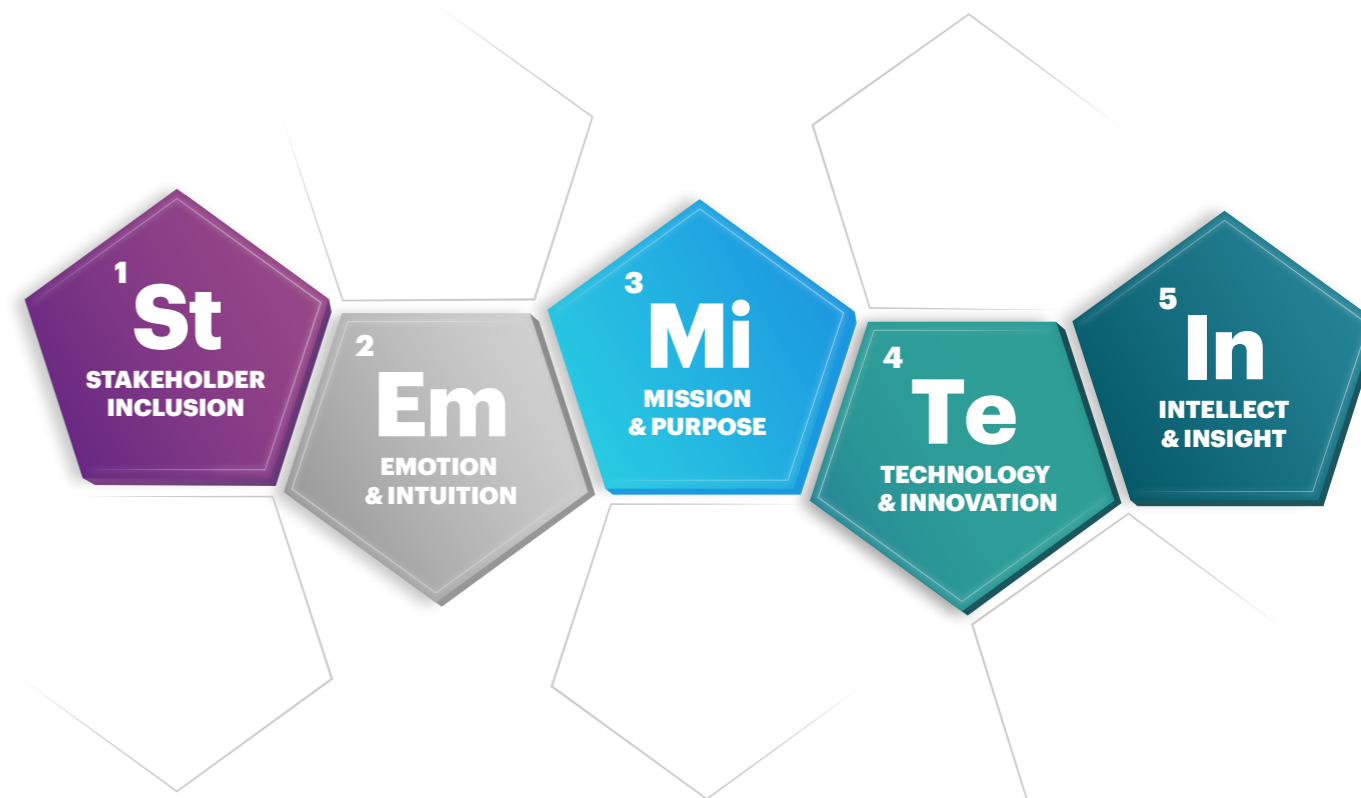 1
St
STAKEHOLDER
INCLUSION
2
Em
EMOTION
& INTUITION
3
Mi
MISSION
& PURPOSE
4
Te
TECHNOLOGY
& INNOVATION
5
In
INTELLECT
& INSIGHT